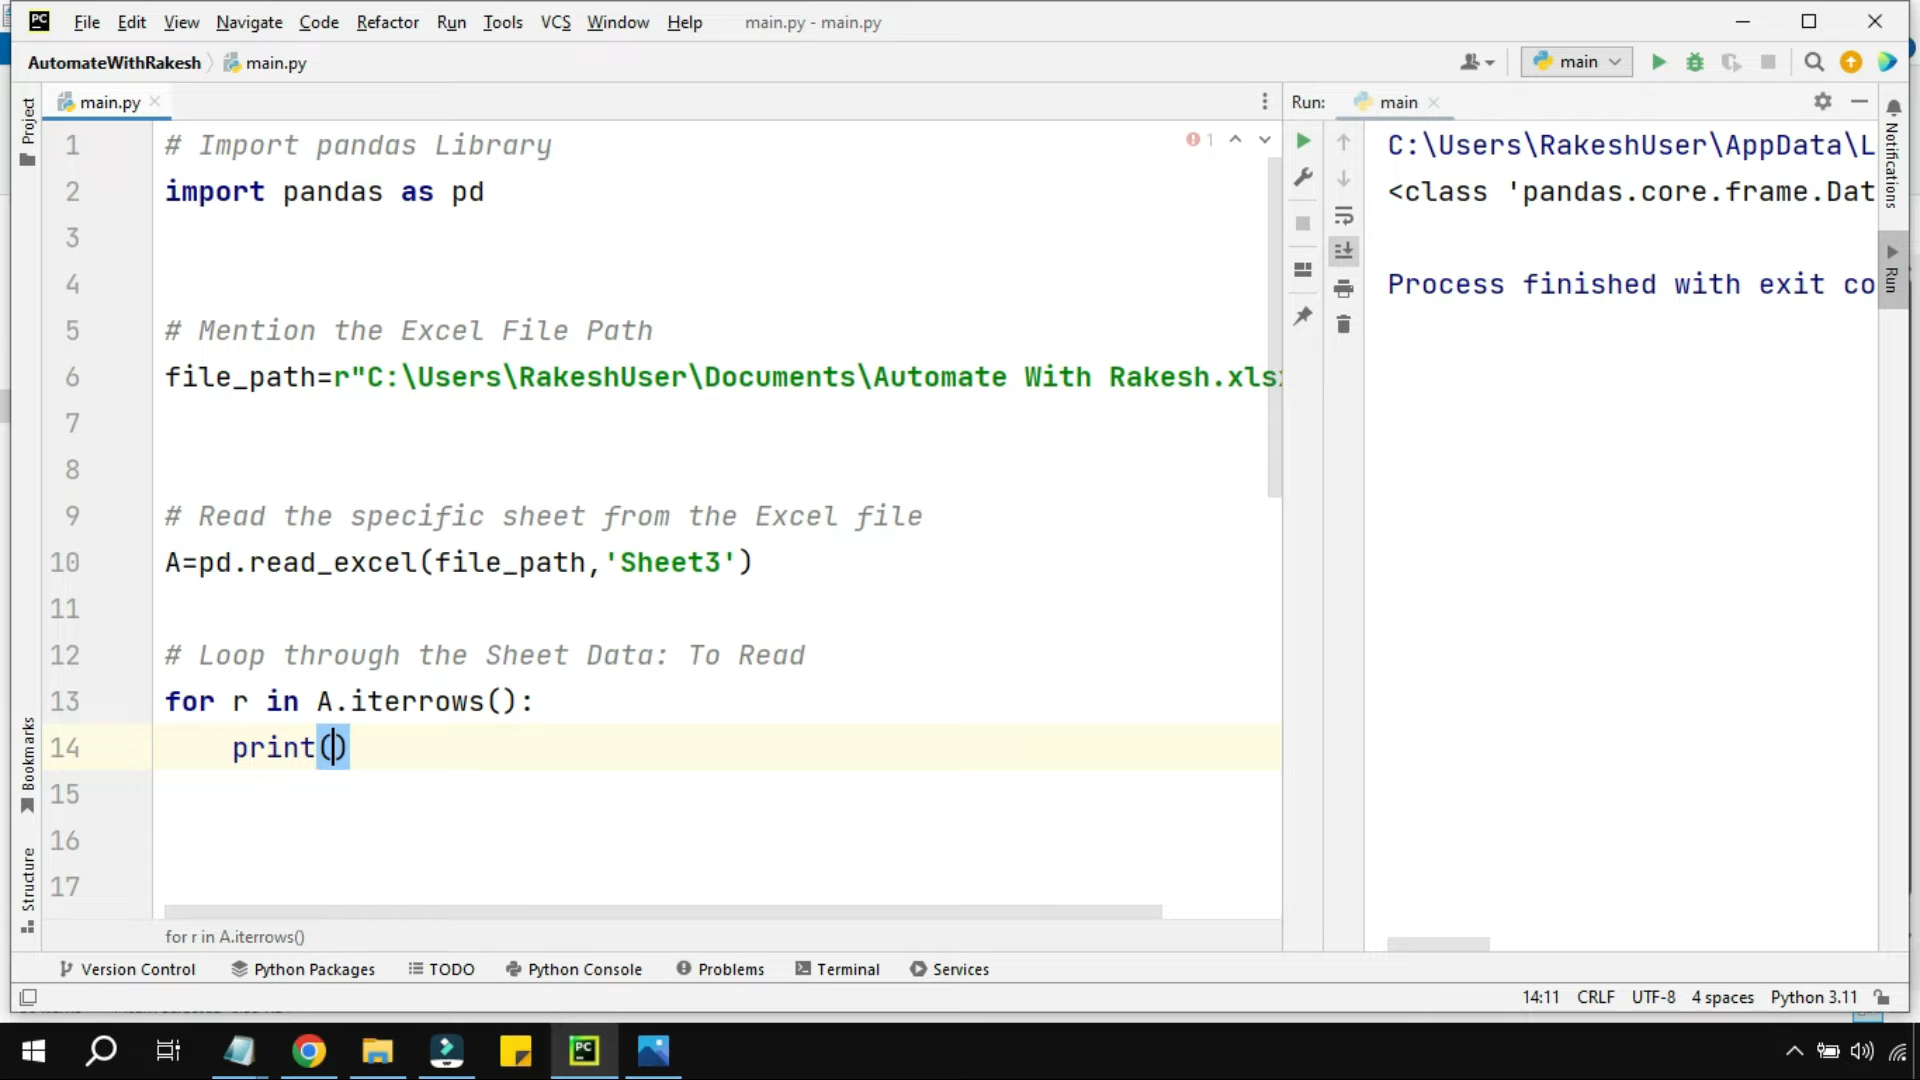 PC File Edit View Navigate Code Refactor Run Tools VCS Window Help main.py - main.py
AutomateWithRakesh main.py main
Project main.py Run: main
1 # Import pandas Library
2 import pandas as pd
3
4
5 # Mention the Excel File Path
6 file_path=r"C:\Users\RakeshUser\Documents\Automate With Rakesh.xls
7
8
9 # Read the specific sheet from the Excel file
10 A=pd.read_excel(file_path,'Sheet3')
11
12 # Loop through the Sheet Data: To Read
13 for r in A.iterrows():
14 print()
15
16
17
1
for r in A.iterrows()
Bookmarks
Structure
C:\Users\RakeshUser\AppData\L
<class 'pandas.core.frame.Dat
Process finished with exit co
Notifications
Run
Version Control Python Packages TODO Python Console Problems Terminal Services
14:11 CRLF UTF-8 4 spaces Python 3.11
PC